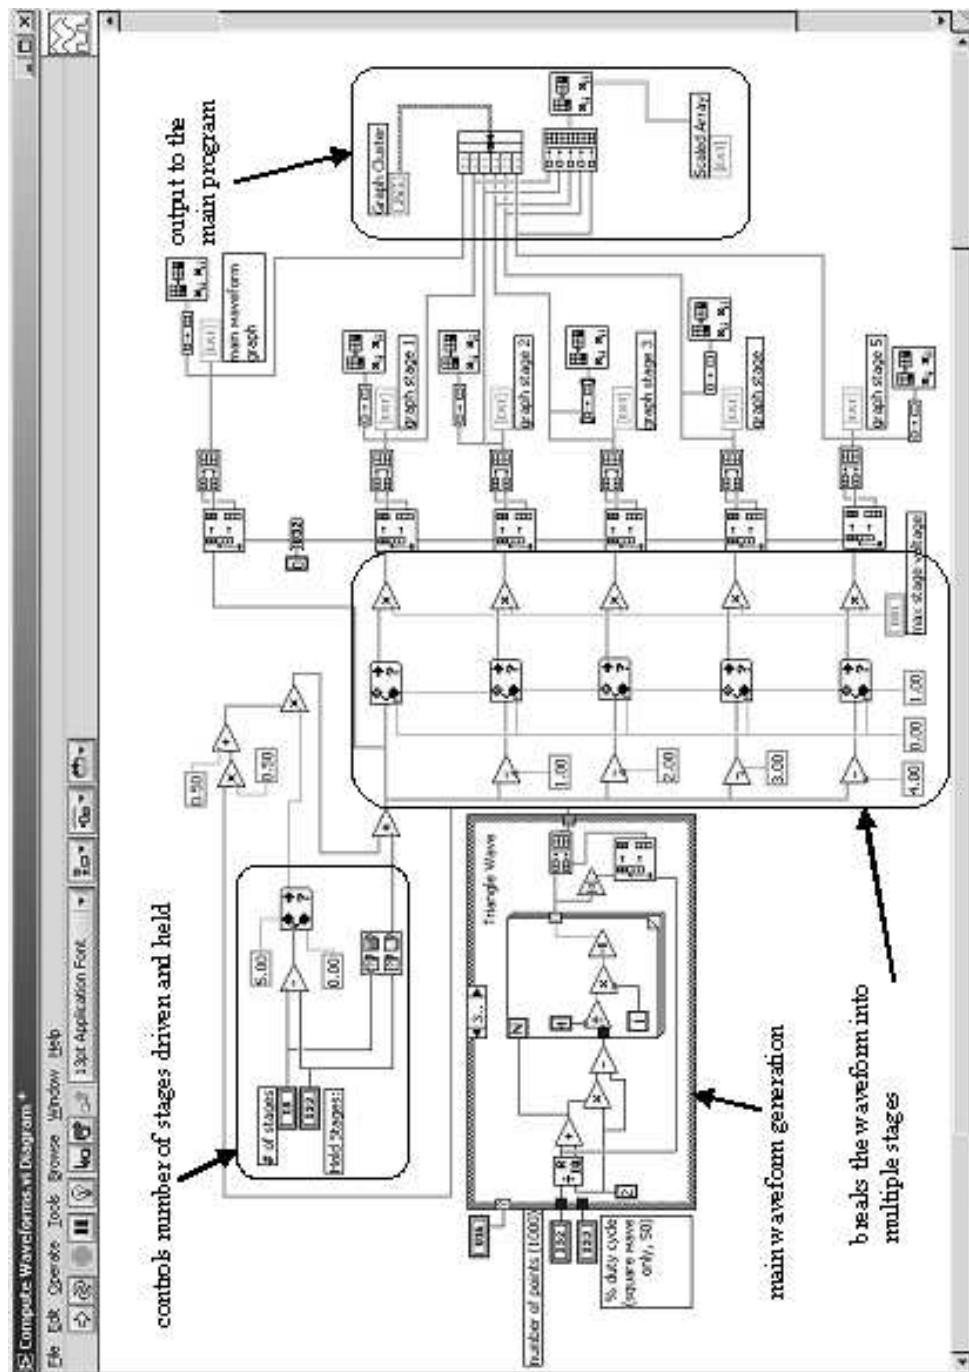 Compute Waveforms.vi Diagram *
File Edit Operate Tools Browse Window Help
13pt Application Font
controls number of stages driven and held
output to the
main program
# of stages
Hold Stages:
5.00
0.00
0.50
0.50
main waveform
graph
Graph Cluster
Scaled Array
graph stage 1
graph stage 2
graph stage 3
graph stage
graph stage 5
1.00
2.00
3.00
4.00
0.00
1.00
max stage voltage
Triangle Wave
number of points (1000)
% duty cycle
(square wave
only, 50)
N
i
2
main waveform generation
breaks the waveform into
multiple stages